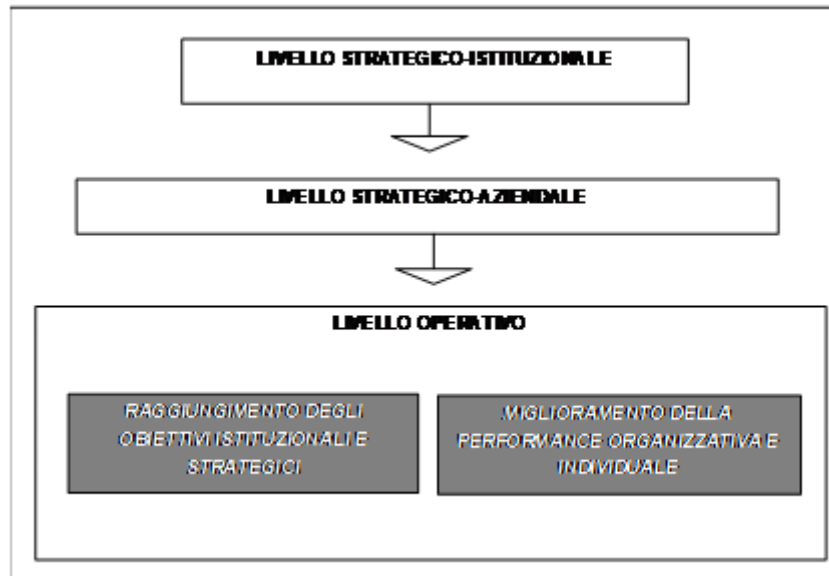 LIVELLO STRATEGICO-ISTITUZIONALE
LIVELLO STRATEGICO-AZIENDALE
LIVELLO OPERATIVO
RAGGIUNGIMENTO DEGLI
OBIETTIVI ISTITUZIONALI E
STRATEGICI
MIGLIORAMENTO DELLA
PERFORMANCE ORGANIZZATIVA E
INDIVIDUALE